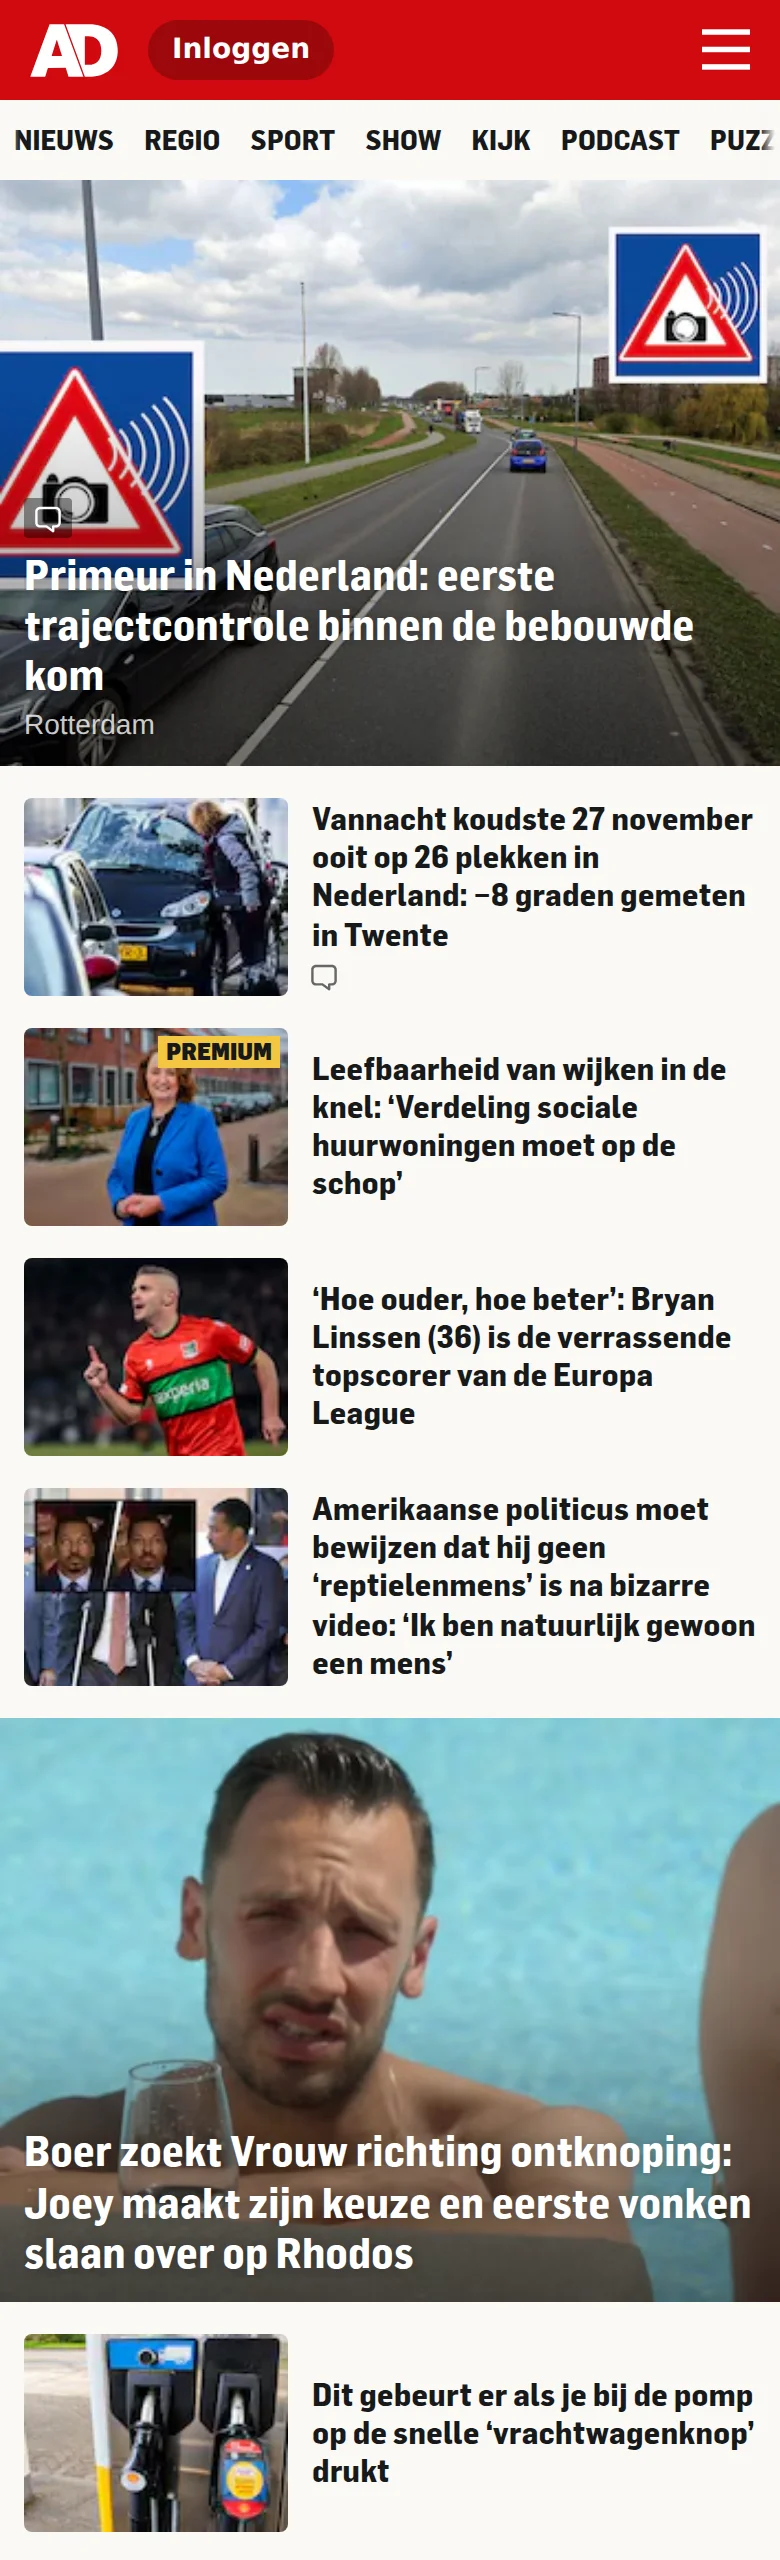 AD
Inloggen
NIEUWS REGIO SPORT SHOW KIJK PODCAST PUZZ
Primeur in Nederland: eerste
trajectcontrole binnen de bebouwde
kom
Rotterdam
Vannacht koudste 27 november
ooit op 26 plekken in
Nederland: –8 graden gemeten
in Twente
PREMIUM
Leefbaarheid van wijken in de
knel: ‘Verdeling sociale
huurwoningen moet op de
schop’
‘Hoe ouder, hoe beter’: Bryan
Linssen (36) is de verrassende
topscorer van de Europa
League
Amerikaanse politicus moet
bewijzen dat hij geen
‘reptielenmens’ is na bizarre
video: ‘Ik ben natuurlijk gewoon
een mens’
Boer zoekt Vrouw richting ontknoping:
Joey maakt zijn keuze en eerste vonken
slaan over op Rhodos
Dit gebeurt er als je bij de pomp
op de snelle ‘vrachtwagenknop’
drukt